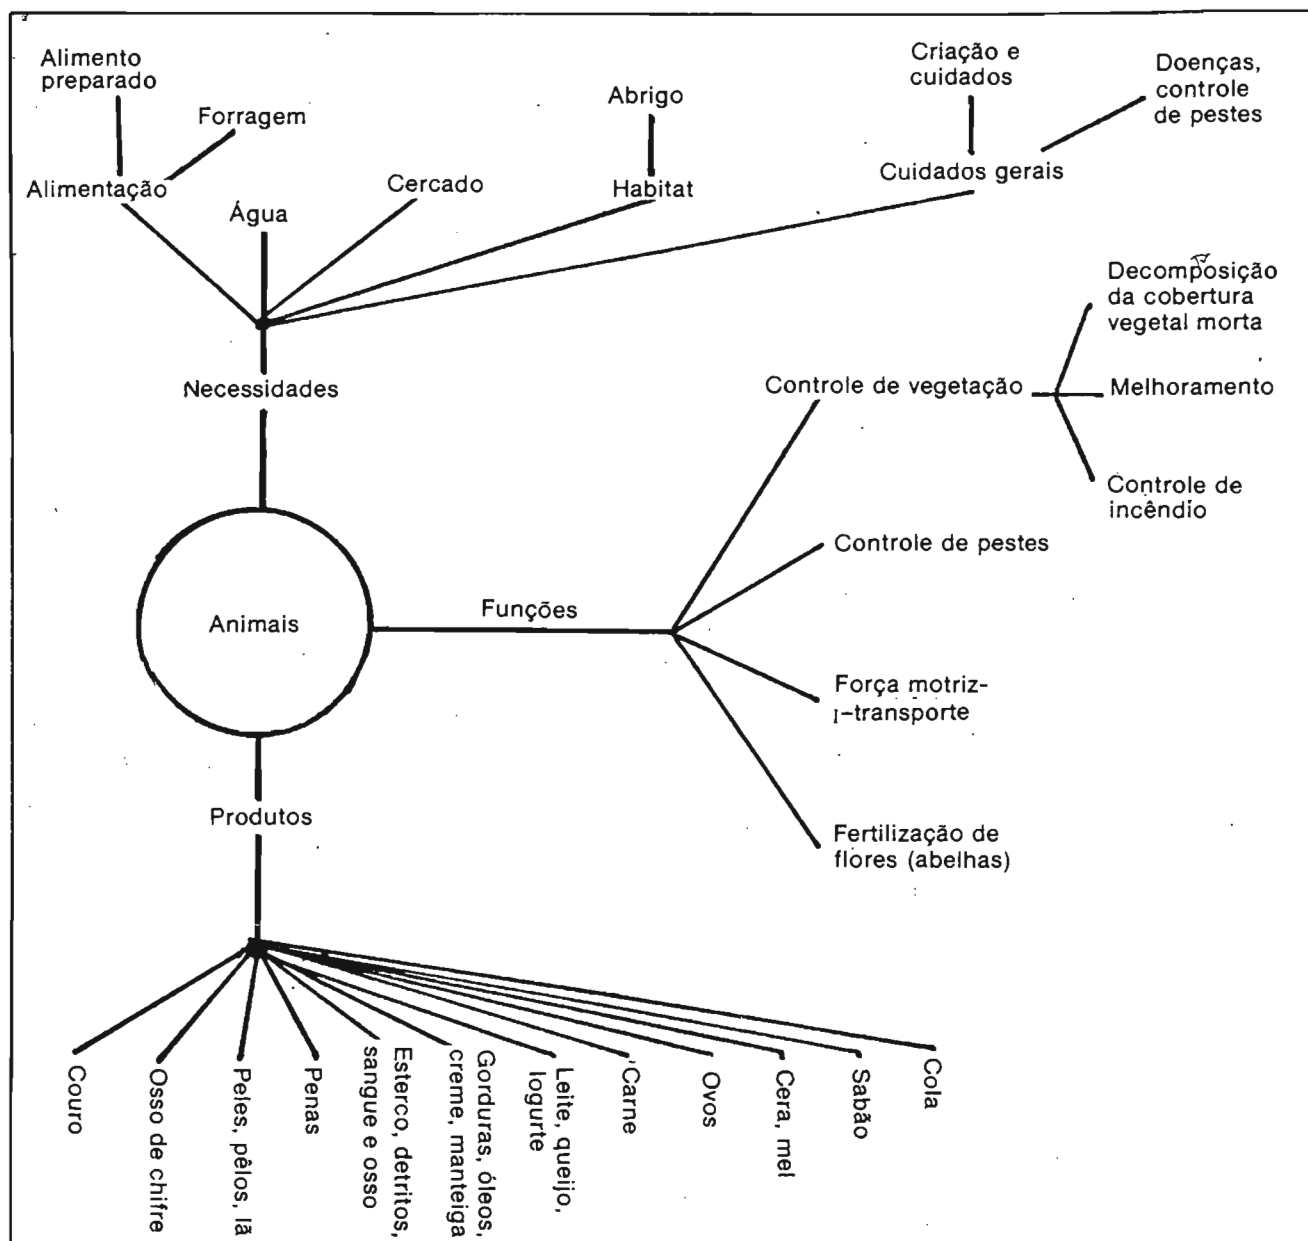 Alimento
preparado
Forragem
Alimentação
Água
Cercado
Abrigo
Habitat
Criação e
cuidados
Doenças,
controle
de pestes
Cuidados gerais
Necessidades
Decomposição
da cobertura
vegetal morta
Controle de vegetação
Melhoramento
Controle de
incêndio
Controle de pestes
Animais
Funções
Força motriz-
I-transporte
Fertilização de
flores (abelhas)
Produtos
Couro
Osso de chifre
Peles, pêlos, lã
Penas
Esterco, detritos,
sangue e osso
Gorduras, óleos,
creme, manteiga
Leite, queijo,
Iogurte
Carne
Ovos
Cera, mel
Sabão
Cola